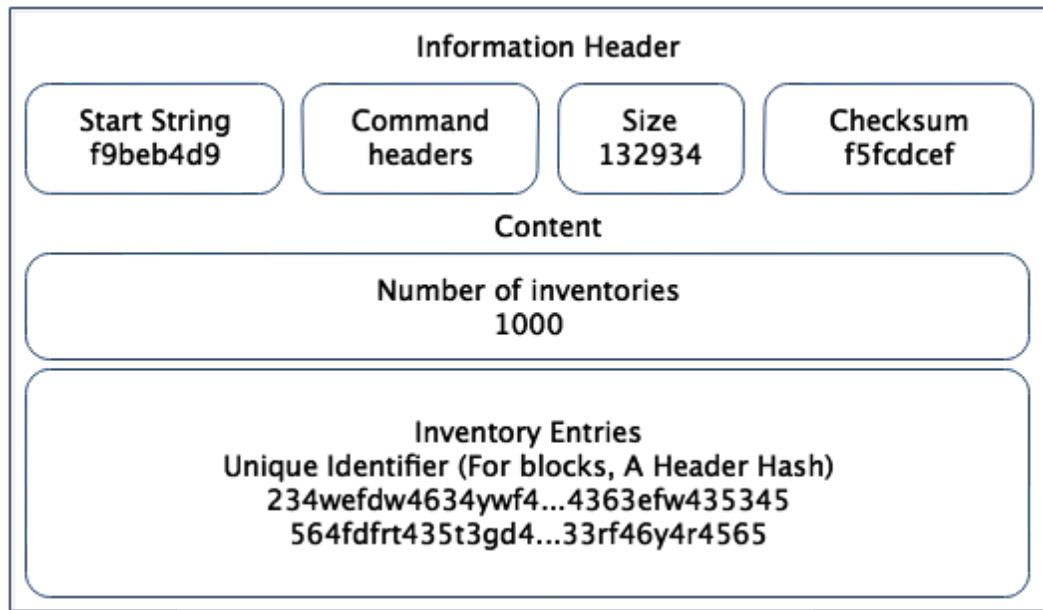 Information Header
Start String
f9beb4d9
Command
headers
Size
132934
Checksum
f5fcdcef
Content
Number of inventories
1000
Inventory Entries
Unique Identifier (For blocks, A Header Hash)
234wefdw4634ywf4...4363efw435345
564fdfrt435t3gd4...33rf46y4r4565